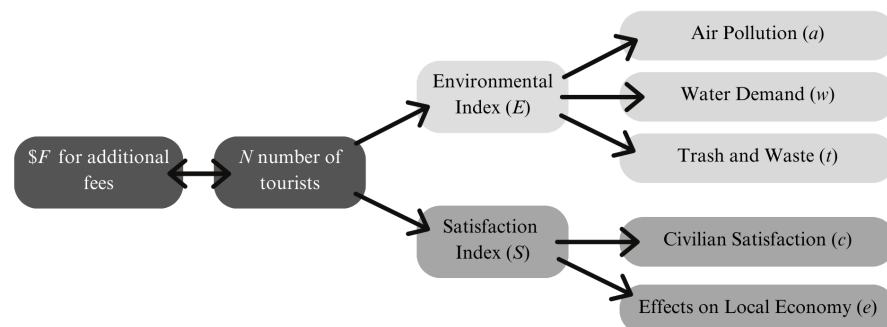 $F for additional
fees
N number of
tourists
Environmental
Index (E)
Air Pollution (a)
Water Demand (w)
Trash and Waste (t)
Satisfaction
Index (S)
Civilian Satisfaction (c)
Effects on Local Economy (e)